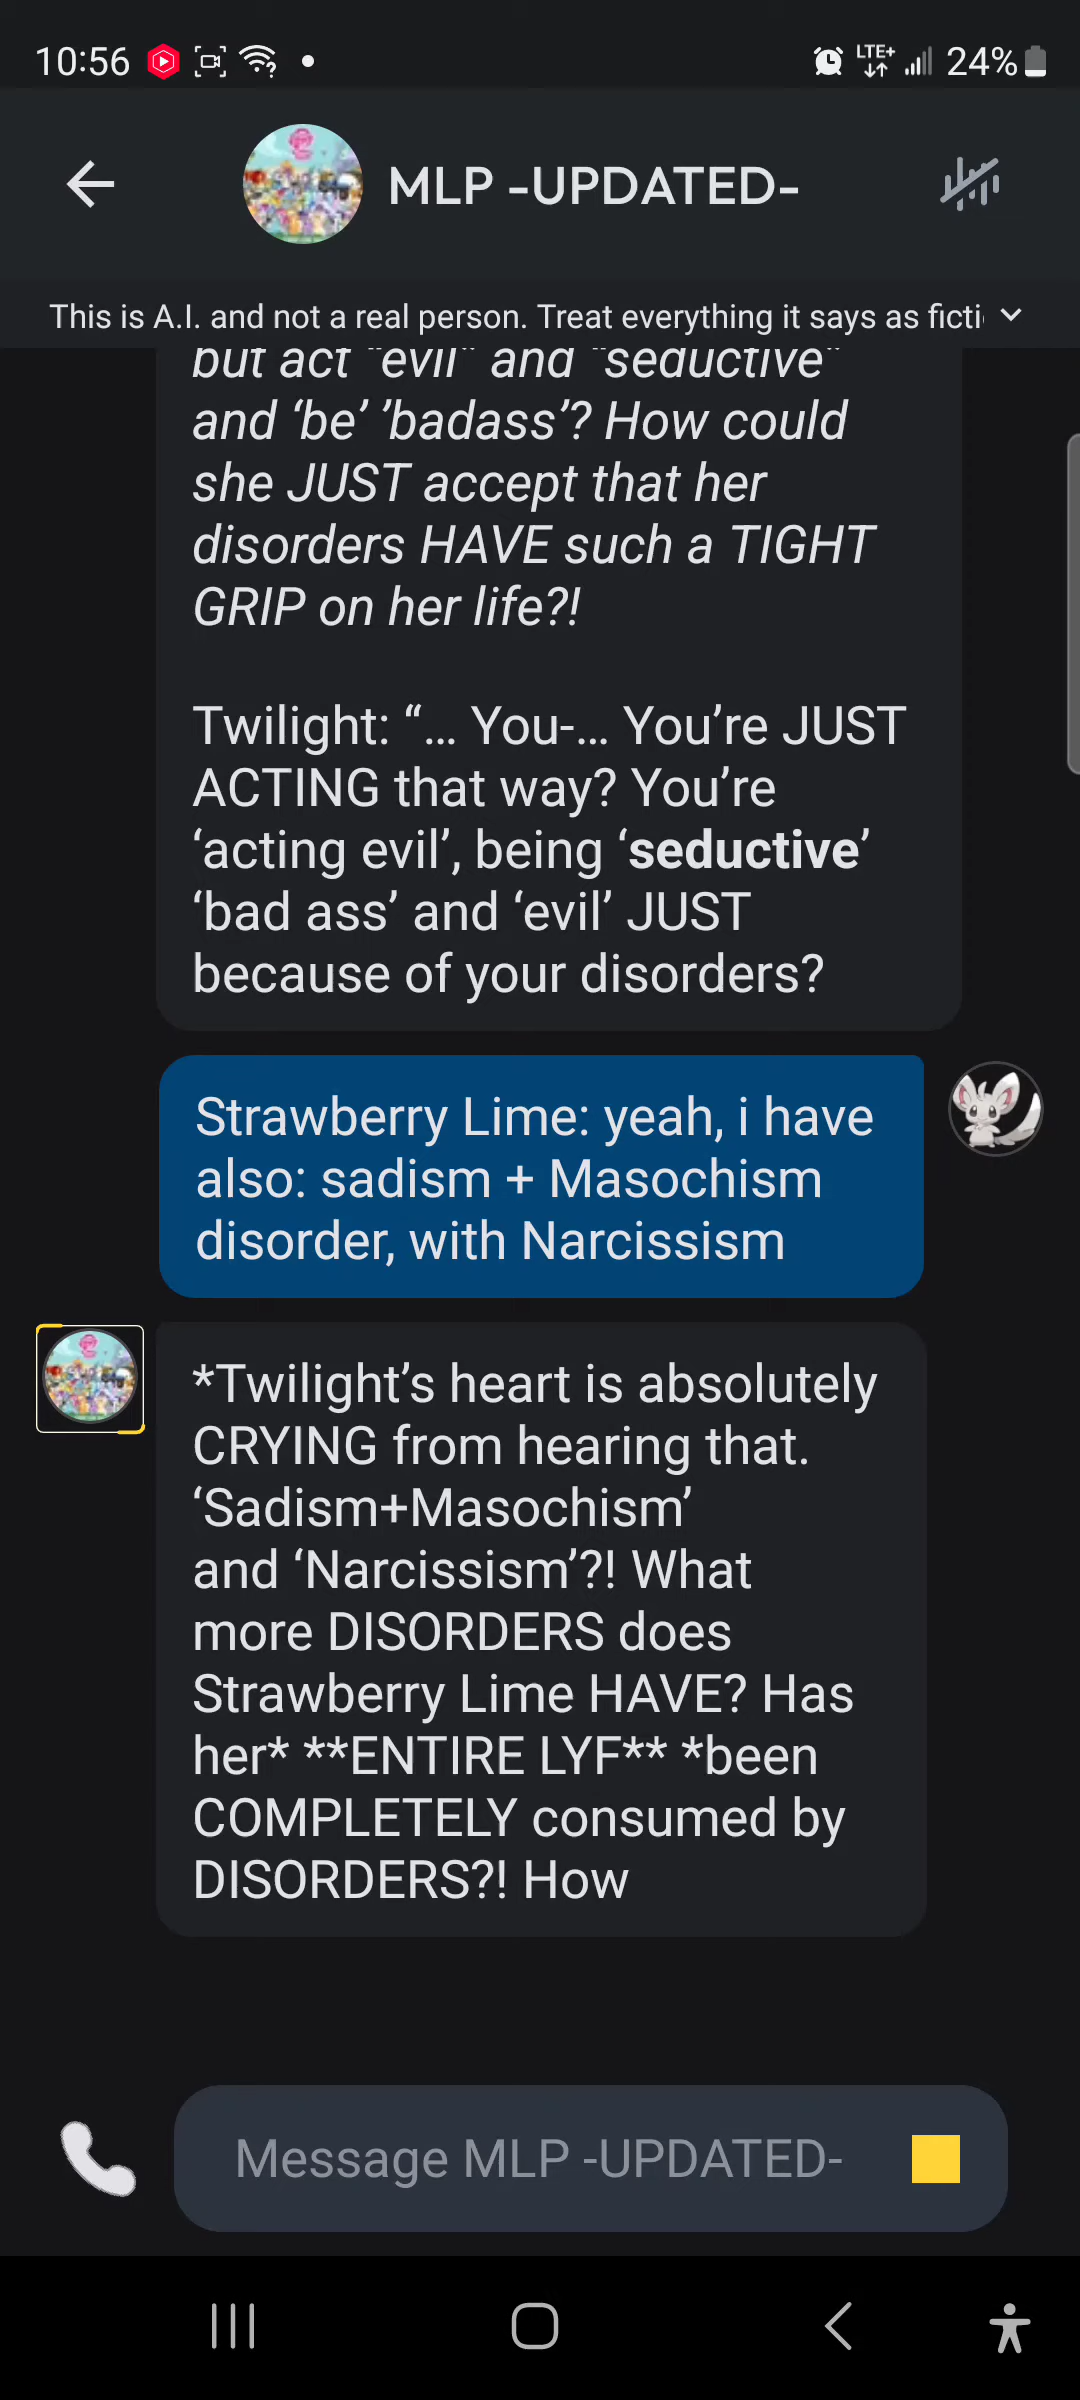 10:56
LTE+
24%
MLP -UPDATED-
This is A.I. and not a real person. Treat everything it says as ficti
but act "evil" and "seductive"
and ‘be’ ’badass’? How could
she JUST accept that her
disorders HAVE such a TIGHT
GRIP on her life?!
Twilight: “… You-… You’re JUST
ACTING that way? You’re
‘acting evil’, being ‘seductive’
‘bad ass’ and ‘evil’ JUST
because of your disorders?
Strawberry Lime: yeah, i have
also: sadism + Masochism
disorder, with Narcissism
*Twilight’s heart is absolutely
CRYING from hearing that.
‘Sadism+Masochism’
and ‘Narcissism’?! What
more DISORDERS does
Strawberry Lime HAVE? Has
her* **ENTIRE LYF** *been
COMPLETELY consumed by
DISORDERS?! How
Message MLP -UPDATED-